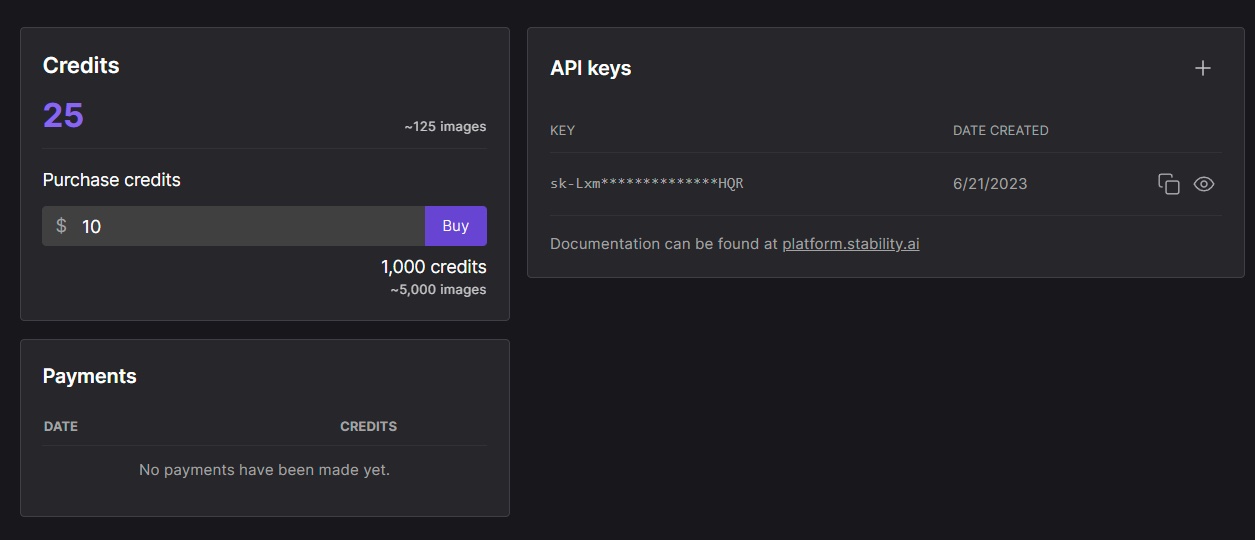 Credits
25
~125 images
Purchase credits
$ 10
Buy
1,000 credits
~5,000 images
Payments
DATE CREDITS
No payments have been made yet.
API keys
KEY DATE CREATED
sk-Lxm**************HQR 6/21/2023
Documentation can be found at platform.stability.ai